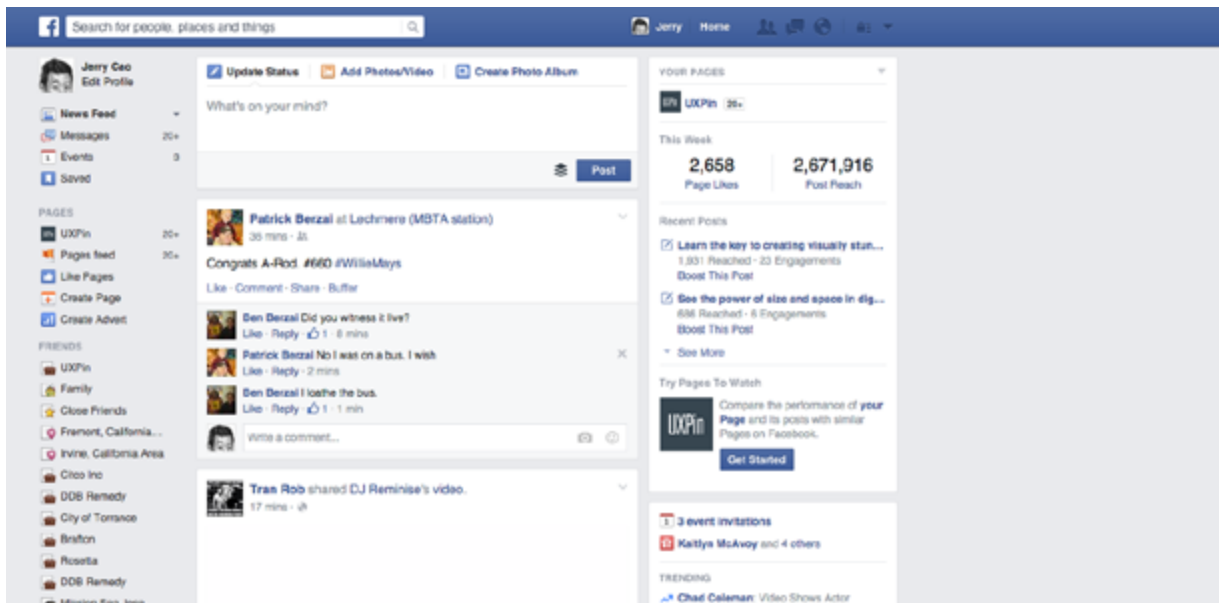 Search for people, places and things
Jerry Home
Jerry Cao
Edit Profile
News Feed
Messages 20+
Events 3
Saved
PAGES
UXPin 20+
Pages feed 20+
Like Pages
Create Page
Create Advert
FRIENDS
UXPin
Family
Close Friends
Fremont, California...
Irvine, California Area
Citeo Inc
DDB Remedy
City of Torrance
Brafton
Rosetta
DDB Remedy
Update Status Add Photos/Video Create Photo Album
What's on your mind?
Post
Patrick Berzai at Lechmere (MBTA station)
36 mins ·
Congrats A-Rod. #660 #WillieMays
Like · Comment · Share · Buffer
Ben Berzai Did you witness it live?
Like · Reply · 1 · 8 mins
Patrick Berzai No I was on a bus. I wish
Like · Reply · 2 mins
Ben Berzai I loathe the bus.
Like · Reply · 1 · 1 min
Write a comment...
Tran Rob shared DJ Reminise's video.
17 mins ·
YOUR PAGES
UXPin 20+
This Week
2,658 2,671,916
Page Likes Post Reach
Recent Posts
Learn the key to creating visually stun...
1,931 Reached · 23 Engagements
Boost This Post
See the power of size and space in dig...
686 Reached · 6 Engagements
Boost This Post
See More
Try Pages To Watch
UXPin
Compare the performance of your
Page and its posts with similar
Pages on Facebook.
Get Started
3 event invitations
Kaitlyn McAvoy and 4 others
TRENDING
Chad Coleman: Video Shows Actor